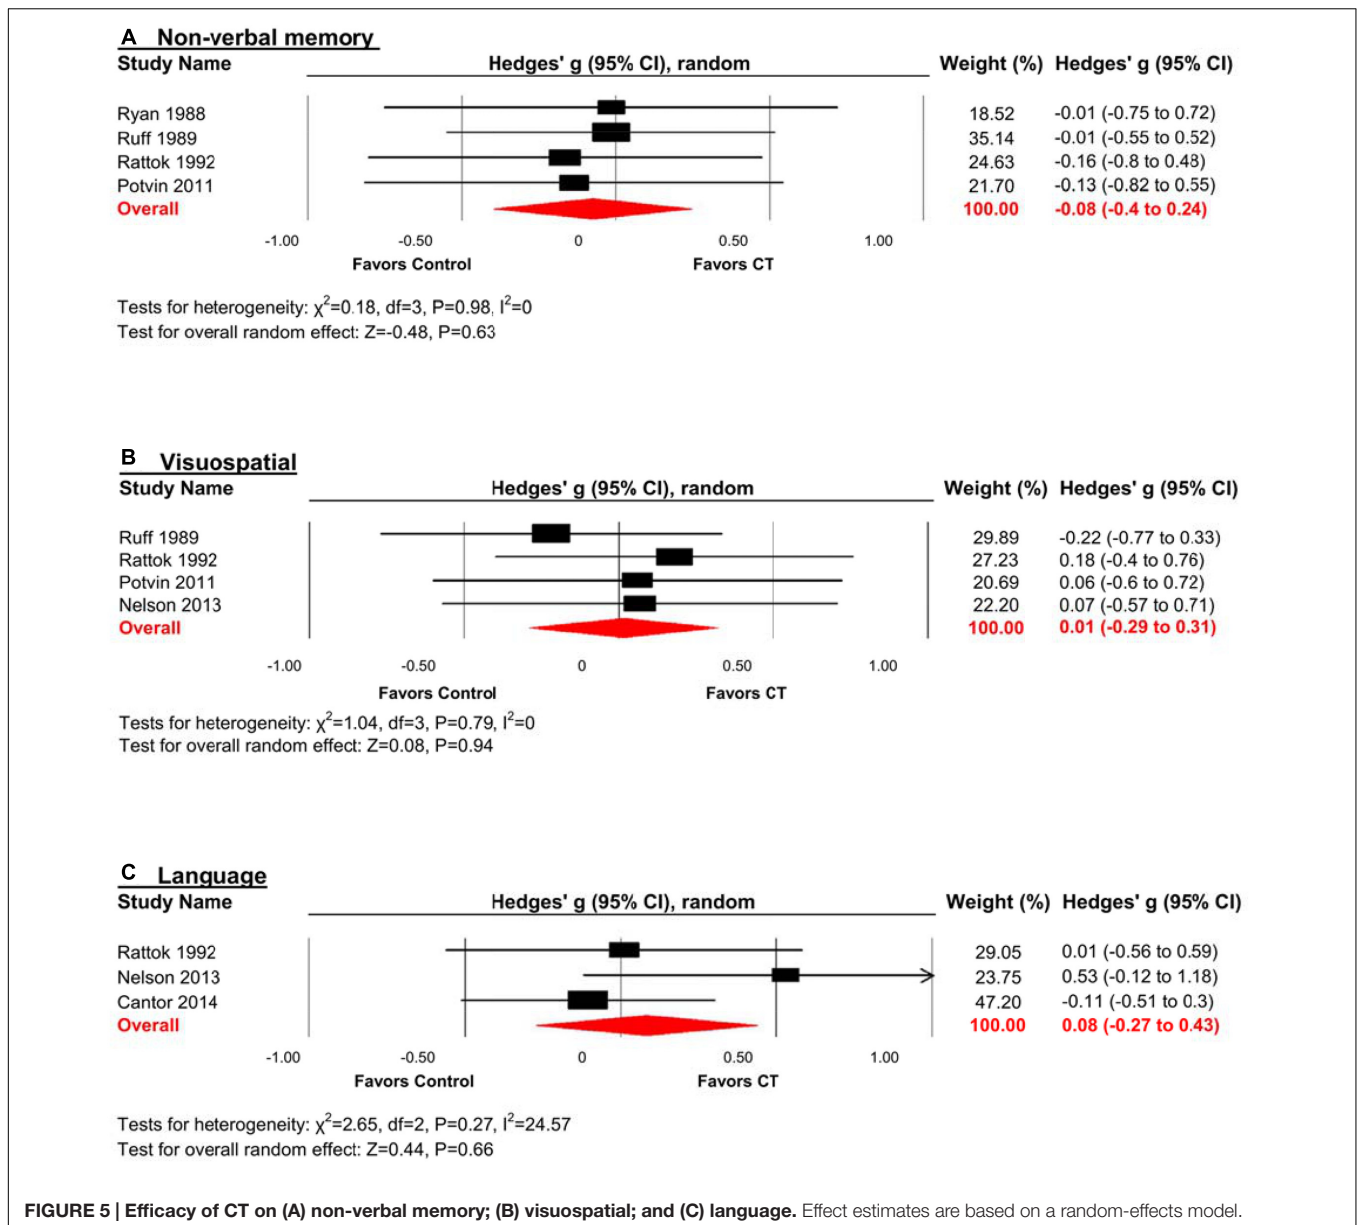 A Non-verbal memory
Study Name Hedges' g (95% CI), random Weight (%) Hedges' g (95% CI)
Ryan 1988 18.52 -0.01 (-0.75 to 0.72)
Ruff 1989 35.14 -0.01 (-0.55 to 0.52)
Rattok 1992 24.63 -0.16 (-0.8 to 0.48)
Potvin 2011 21.70 -0.13 (-0.82 to 0.55)
Overall 100.00 -0.08 (-0.4 to 0.24)
-1.00 -0.50 0 0.50 1.00
Favors Control Favors CT
Tests for heterogeneity: χ²=0.18, df=3, P=0.98, I²=0
Test for overall random effect: Z=-0.48, P=0.63
B Visuospatial
Study Name Hedges' g (95% CI), random Weight (%) Hedges' g (95% CI)
Ruff 1989 29.89 -0.22 (-0.77 to 0.33)
Rattok 1992 27.23 0.18 (-0.4 to 0.76)
Potvin 2011 20.69 0.06 (-0.6 to 0.72)
Nelson 2013 22.20 0.07 (-0.57 to 0.71)
Overall 100.00 0.01 (-0.29 to 0.31)
-1.00 -0.50 0 0.50 1.00
Favors Control Favors CT
Tests for heterogeneity: χ²=1.04, df=3, P=0.79, I²=0
Test for overall random effect: Z=0.08, P=0.94
C Language
Study Name Hedges' g (95% CI), random Weight (%) Hedges' g (95% CI)
Rattok 1992 29.05 0.01 (-0.56 to 0.59)
Nelson 2013 23.75 0.53 (-0.12 to 1.18)
Cantor 2014 47.20 -0.11 (-0.51 to 0.3)
Overall 100.00 0.08 (-0.27 to 0.43)
-1.00 -0.50 0 0.50 1.00
Favors Control Favors CT
Tests for heterogeneity: χ²=2.65, df=2, P=0.27, I²=24.57
Test for overall random effect: Z=0.44, P=0.66
FIGURE 5 | Efficacy of CT on (A) non-verbal memory; (B) visuospatial; and (C) language. Effect estimates are based on a random-effects model.